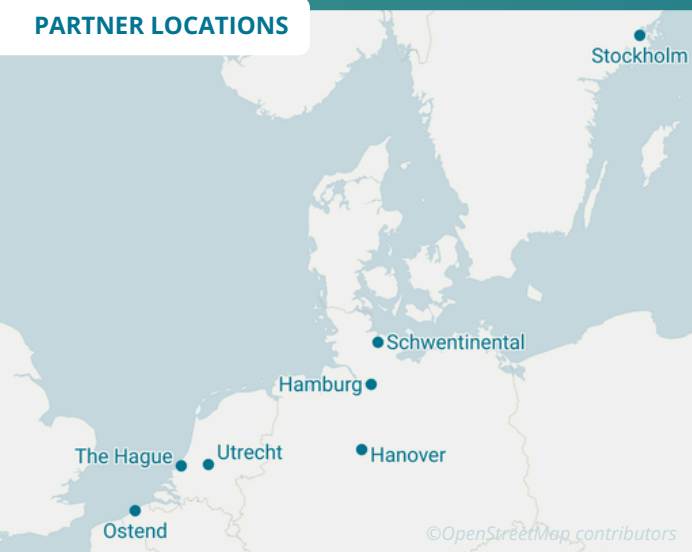 PARTNER LOCATIONS
Stockholm
Schwentinental
Hamburg
Hanover
Utrecht
The Hague
Ostend
©OpenStreetMap contributors